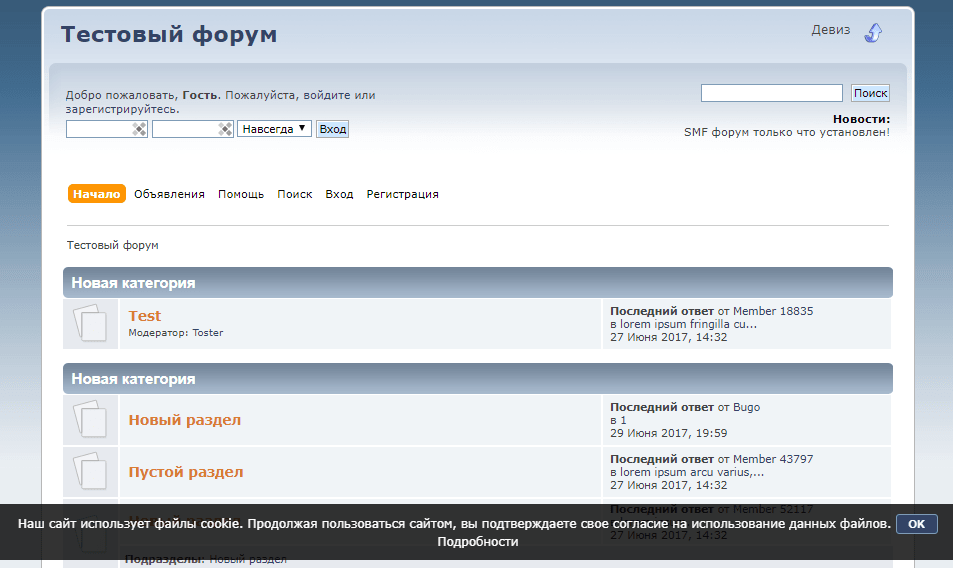 Тестовый форум
Девиз
Добро пожаловать, Гость. Пожалуйста, войдите или
зарегистрируйтесь.
Навсегда Вход
Поиск
Новости:
SMF форум только что установлен!
Начало Объявления Помощь Поиск Вход Регистрация
Тестовый форум
Новая категория
Test
Модератор: Toster
Последний ответ от Member 18835
в lorem ipsum fringilla cu...
27 Июня 2017, 14:32
Новая категория
Новый раздел
Последний ответ от Bugo
в 1
29 Июня 2017, 19:59
Пустой раздел
Последний ответ от Member 43797
в lorem ipsum arcu varius,...
27 Июня 2017, 14:32
Последний ответ от Member 52117
27 Июня 2017, 14:32
Наш сайт использует файлы cookie. Продолжая пользоваться сайтом, вы подтверждаете свое согласие на использование данных файлов. OK
Подробности
Подразделы: Новый раздел